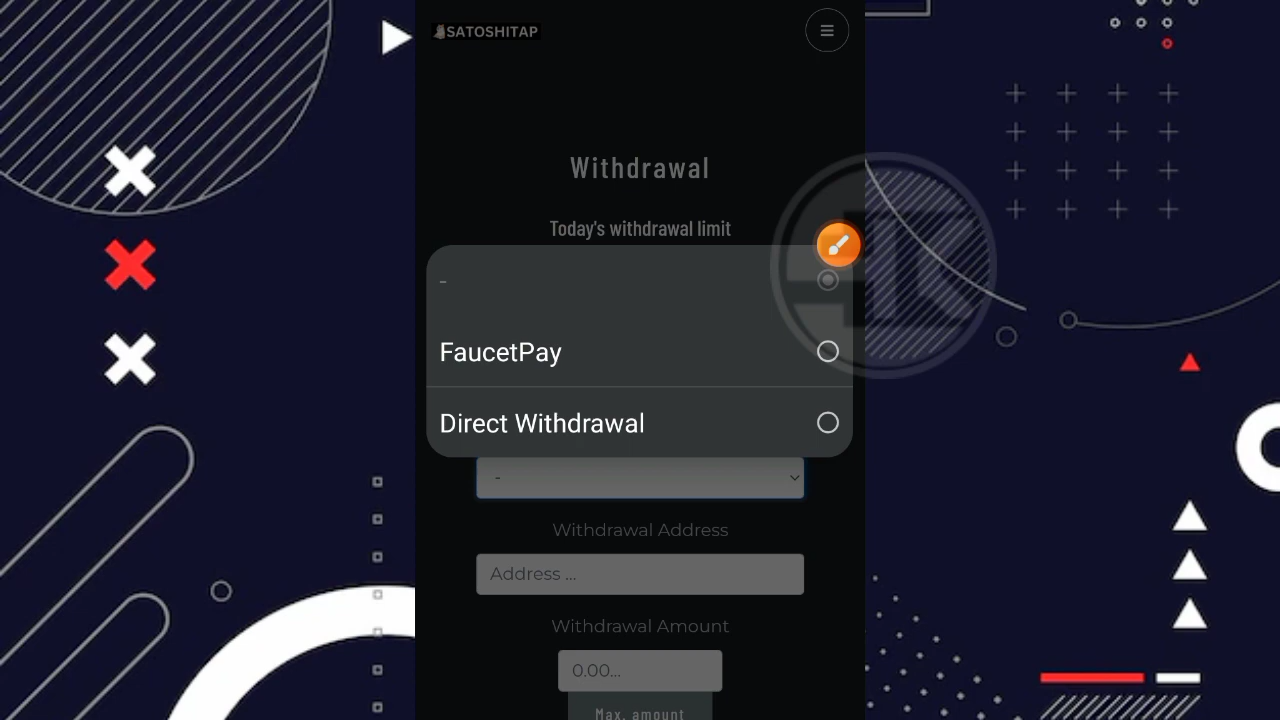 SATOSHITAP
Withdrawal
Today's withdrawal limit
-
FaucetPay
Direct Withdrawal
-
Withdrawal Address
Address ...
Withdrawal Amount
0.00...
Max. amount